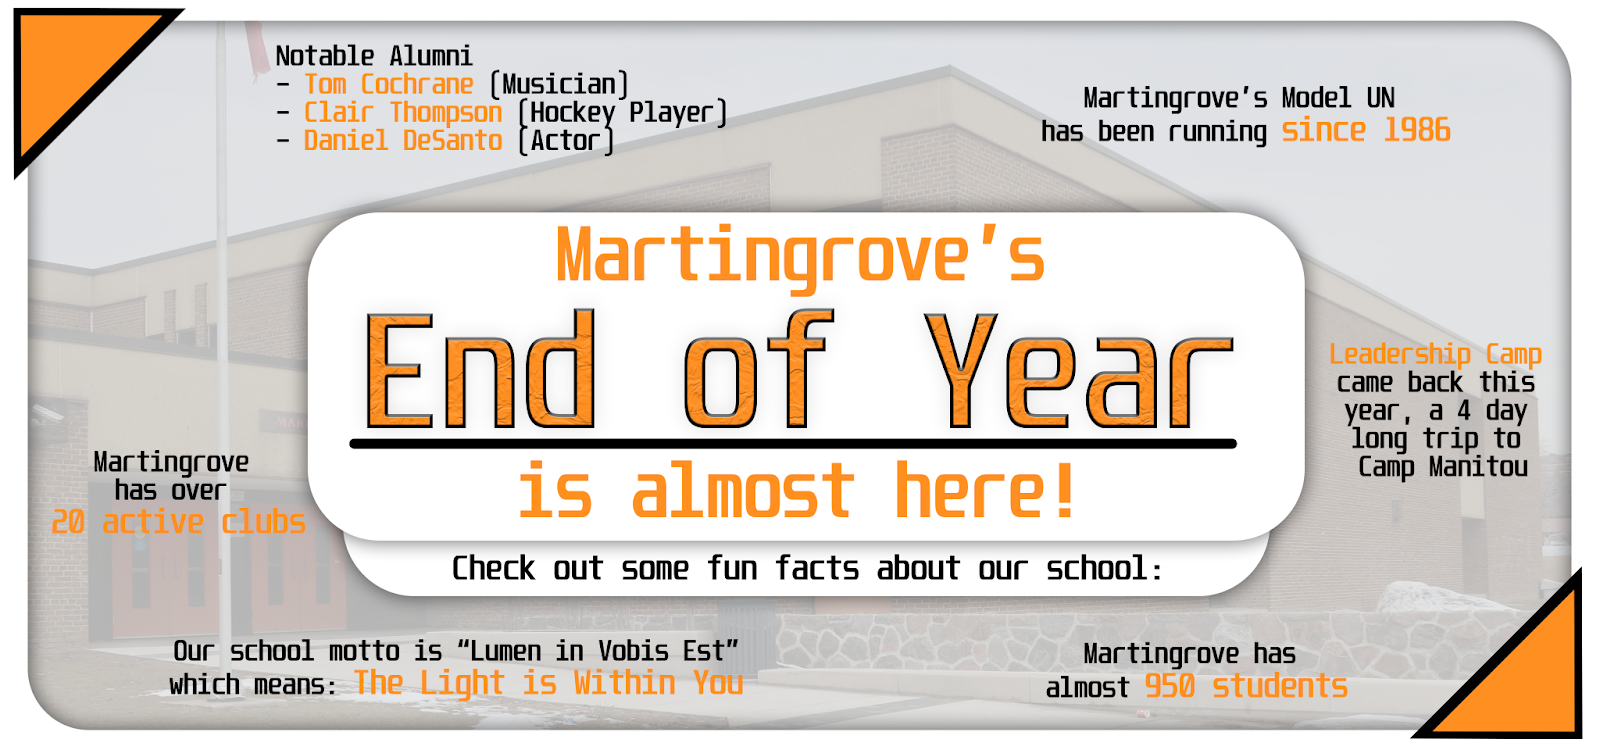 Notable Alumni
- Tom Cochrane (Musician)
- Clair Thompson (Hockey Player)
- Daniel DeSanto (Actor)
Martingrove's Model UN
has been running since 1986
Martingrove's
End of Year
is almost here!
Check out some fun facts about our school:
Leadership Camp
came back this
year, a 4 day
long trip to
Camp Manitou
Martingrove
has over
20 active clubs
Our school motto is “Lumen in Vobis Est”
which means: The Light is Within You
Martingrove has
almost 950 students